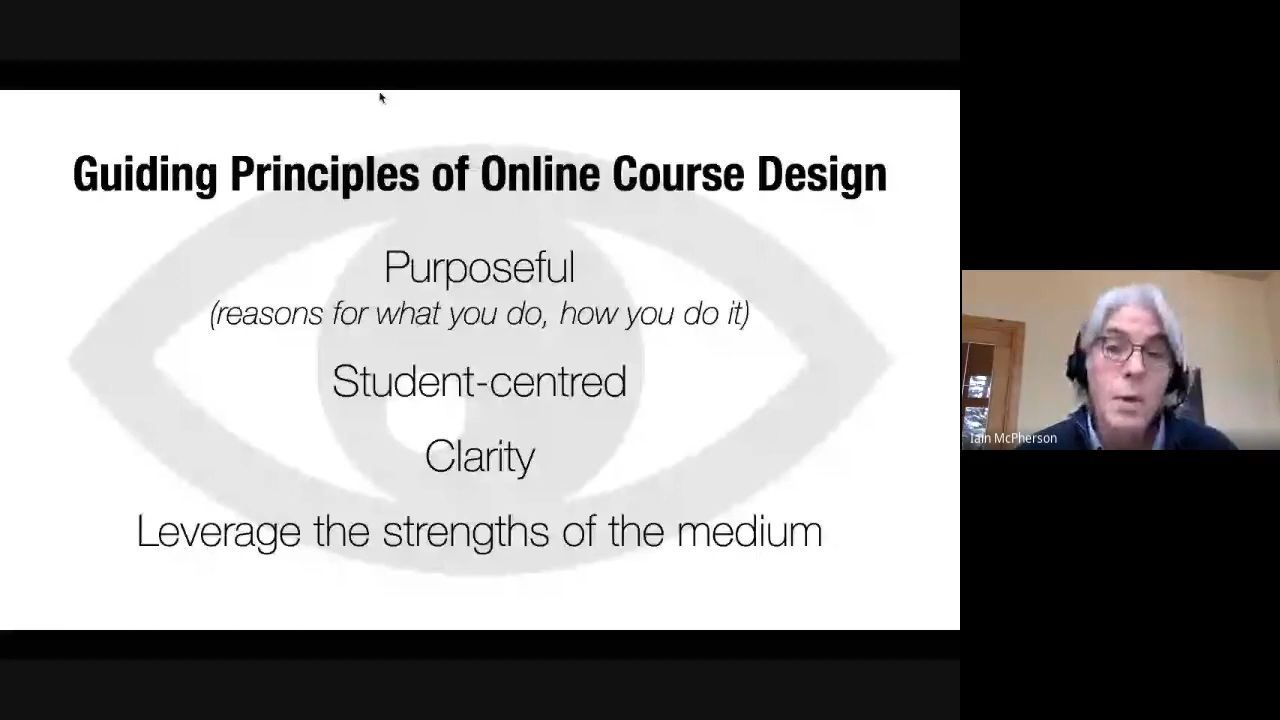 Guiding Principles of Online Course Design
Purposeful
(reasons for what you do, how you do it)
Student-centred
Clarity
Leverage the strengths of the medium
Iain McPherson